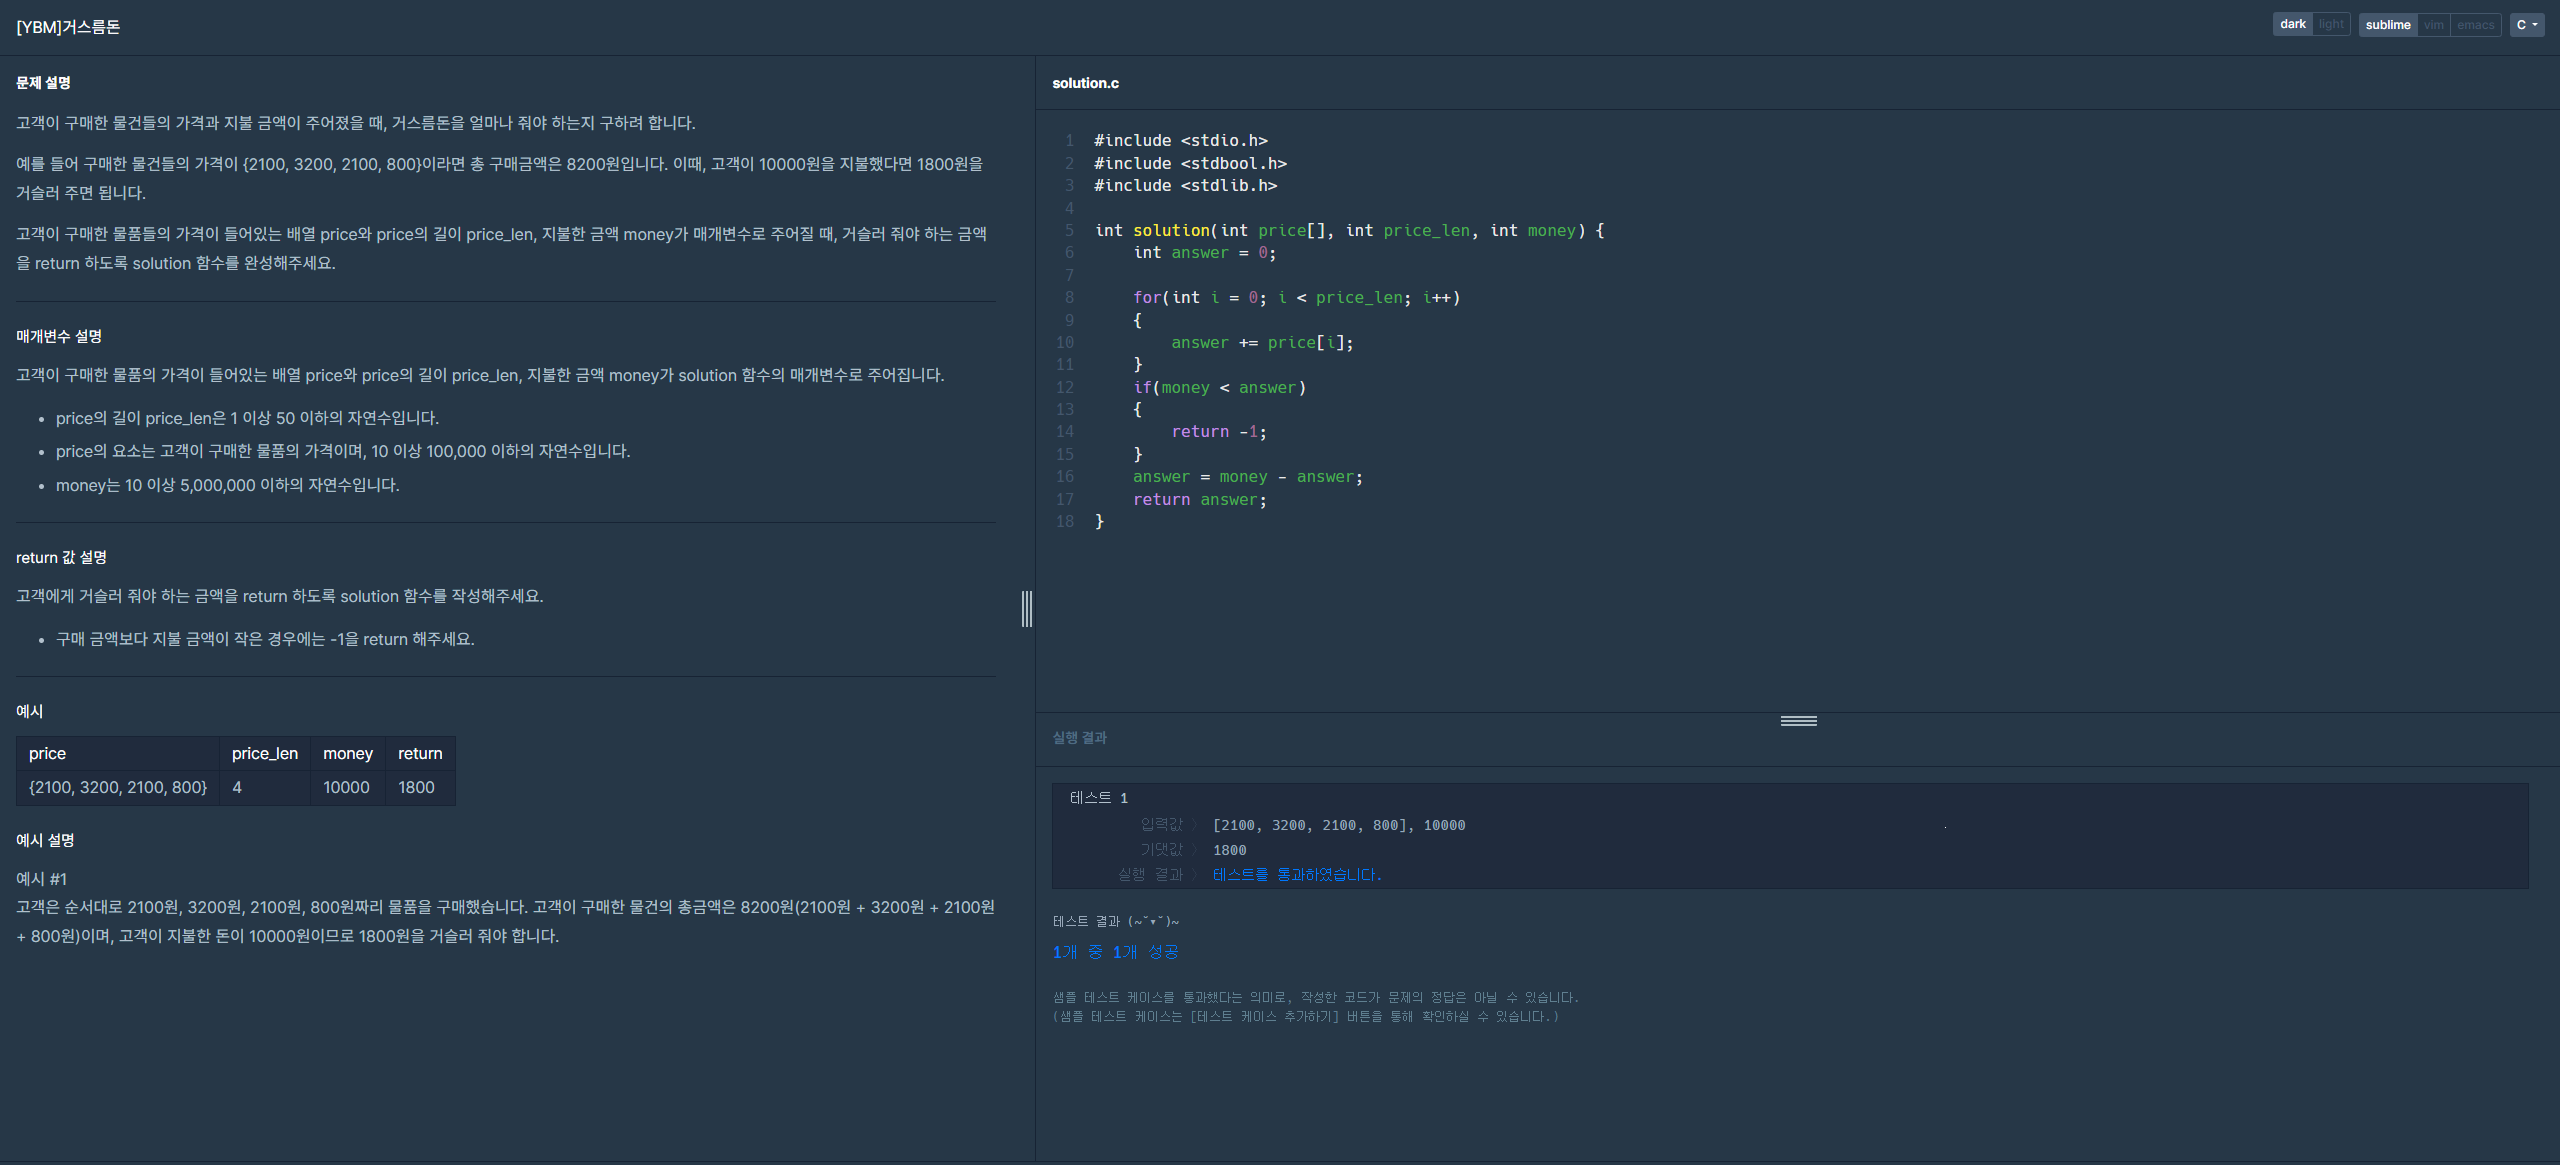 [YBM]거스름돈
dark light sublime vim emacs C
문제 설명
고객이 구매한 물건들의 가격과 지불 금액이 주어졌을 때, 거스름돈을 얼마나 줘야 하는지 구하려 합니다.
예를 들어 구매한 물건들의 가격이 {2100, 3200, 2100, 800}이라면 총 구매금액은 8200원입니다. 이때, 고객이 10000원을 지불했다면 1800원을
거슬러 주면 됩니다.
고객이 구매한 물품들의 가격이 들어있는 배열 price와 price의 길이 price_len, 지불한 금액 money가 매개변수로 주어질 때, 거슬러 줘야 하는 금액
을 return 하도록 solution 함수를 완성해주세요.
매개변수 설명
고객이 구매한 물품의 가격이 들어있는 배열 price와 price의 길이 price_len, 지불한 금액 money가 solution 함수의 매개변수로 주어집니다.
• price의 길이 price_len은 1 이상 50 이하의 자연수입니다.
• price의 요소는 고객이 구매한 물품의 가격이며, 10 이상 100,000 이하의 자연수입니다.
• money는 10 이상 5,000,000 이하의 자연수입니다.
return 값 설명
고객에게 거슬러 줘야 하는 금액을 return 하도록 solution 함수를 작성해주세요.
• 구매 금액보다 지불 금액이 작은 경우에는 -1을 return 해주세요.
예시
price price_len money return
{2100, 3200, 2100, 800} 4 10000 1800
예시 설명
예시 #1
고객은 순서대로 2100원, 3200원, 2100원, 800원짜리 물품을 구매했습니다. 고객이 구매한 물건의 총금액은 8200원(2100원 + 3200원 + 2100원
+ 800원)이며, 고객이 지불한 돈이 10000원이므로 1800원을 거슬러 줘야 합니다.
solution.c
1 #include <stdio.h>
2 #include <stdbool.h>
3 #include <stdlib.h>
4
5 int solution(int price[], int price_len, int money) {
6     int answer = 0;
7
8     for(int i = 0; i < price_len; i++)
9     {
10         answer += price[i];
11     }
12     if(money < answer)
13     {
14         return -1;
15     }
16     answer = money - answer;
17     return answer;
18 }
실행 결과
테스트 1
입력값 〉 [2100, 3200, 2100, 800], 10000
기댓값 〉 1800
실행 결과 〉 테스트를 통과하였습니다.
테스트 결과 (~˘▾˘)~
1개 중 1개 성공
샘플 테스트 케이스를 통과했다는 의미로, 작성한 코드가 문제의 정답은 아닐 수 있습니다.
(샘플 테스트 케이스는 [테스트 케이스 추가하기] 버튼을 통해 확인하실 수 있습니다.)